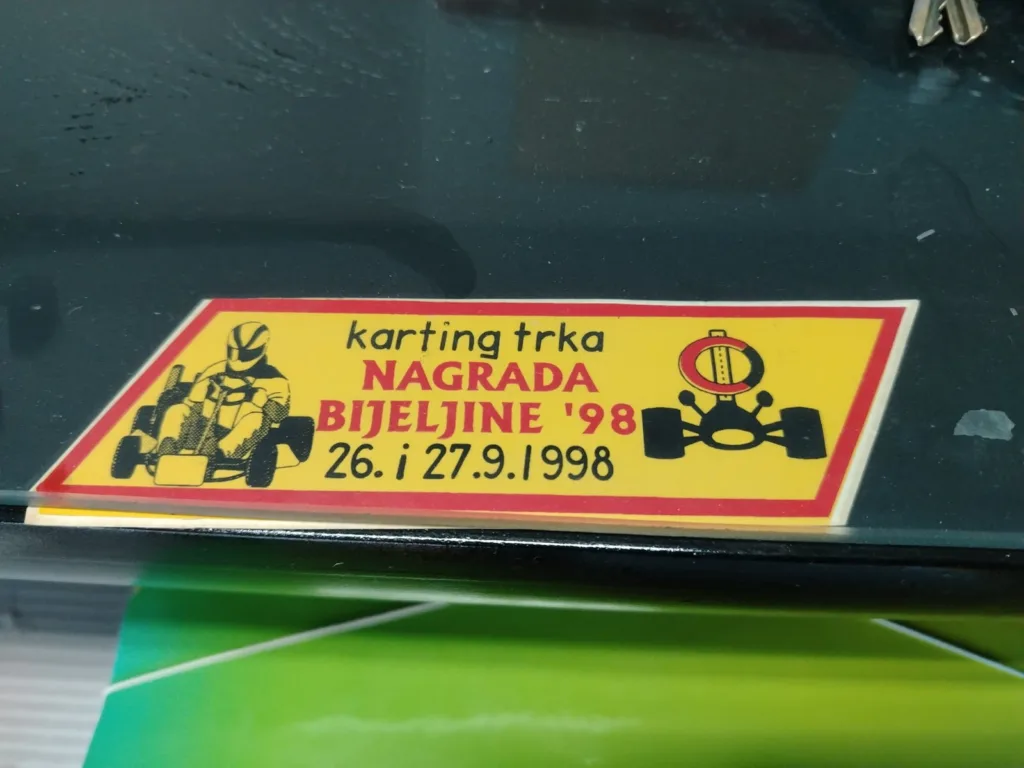 karting trka
NAGRADA
BIJELJINE '98
26. i 27.9.1998